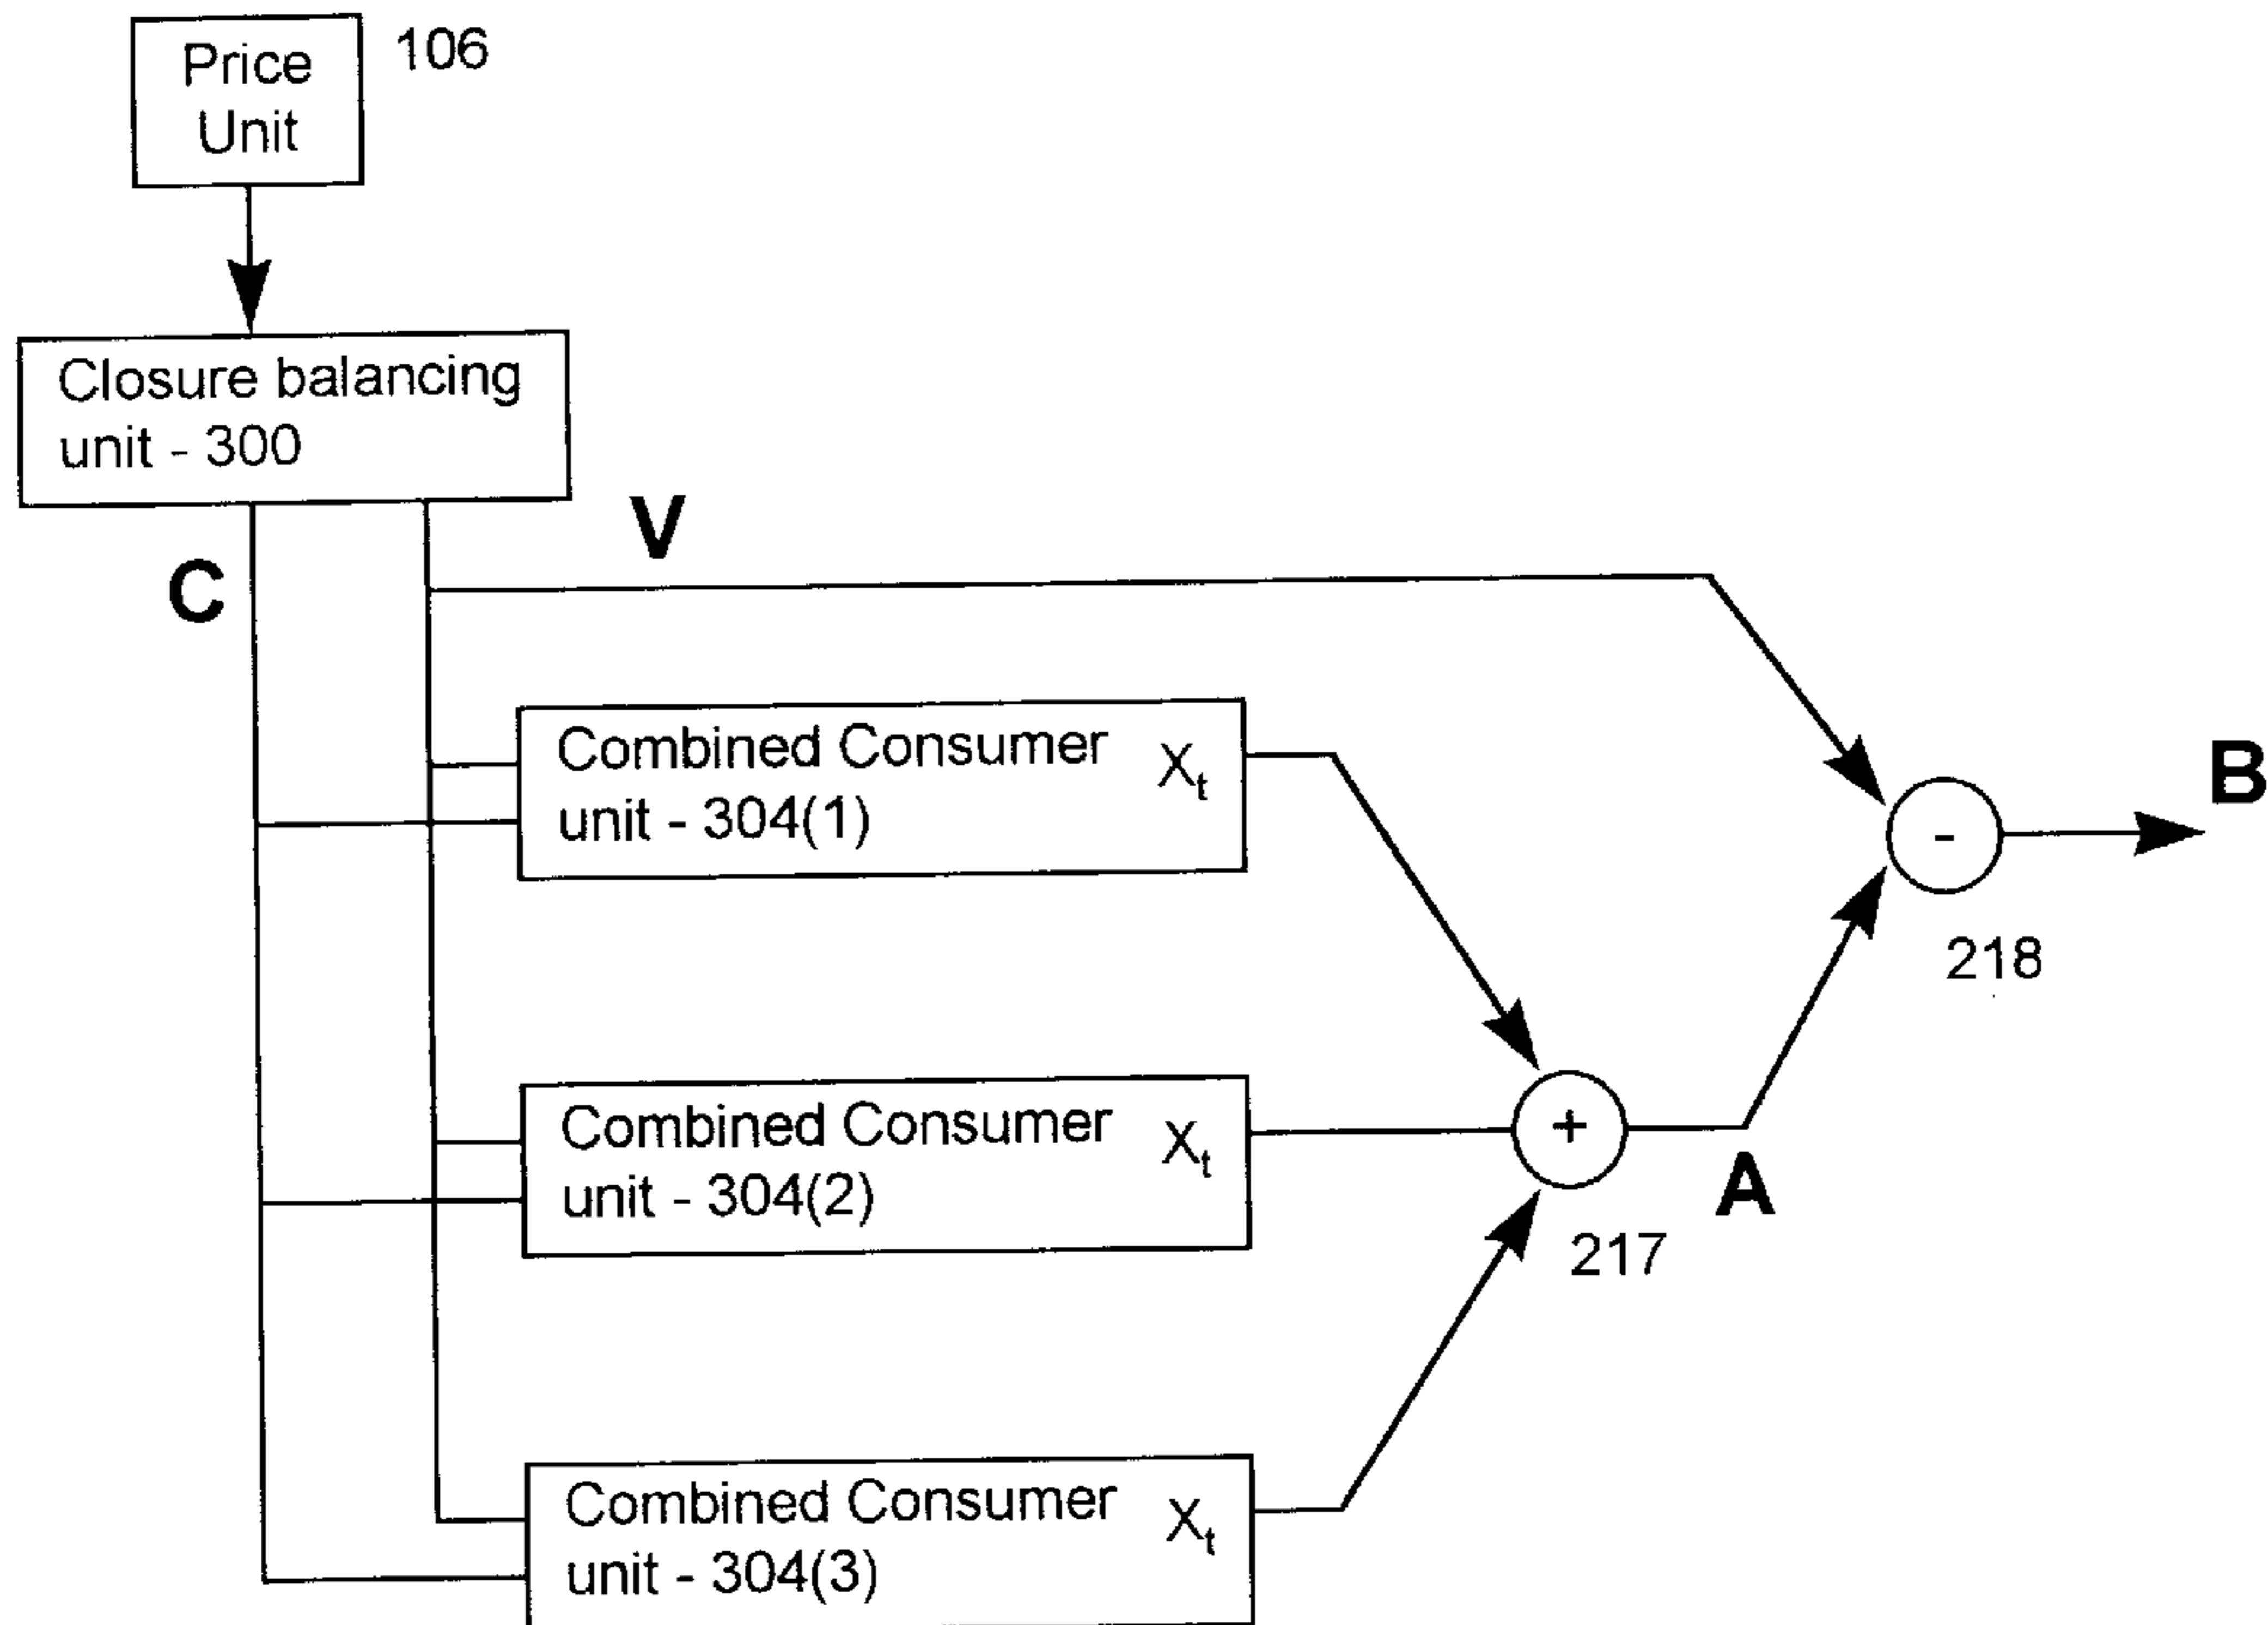 Price
Unit
106
Closure balancing
unit - 300
V
C
Combined Consumer
unit - 304(1)
Xt
B
-
218
Combined Consumer
unit - 304(2)
Xt
+
A
217
Combined Consumer
unit - 304(3)
Xt